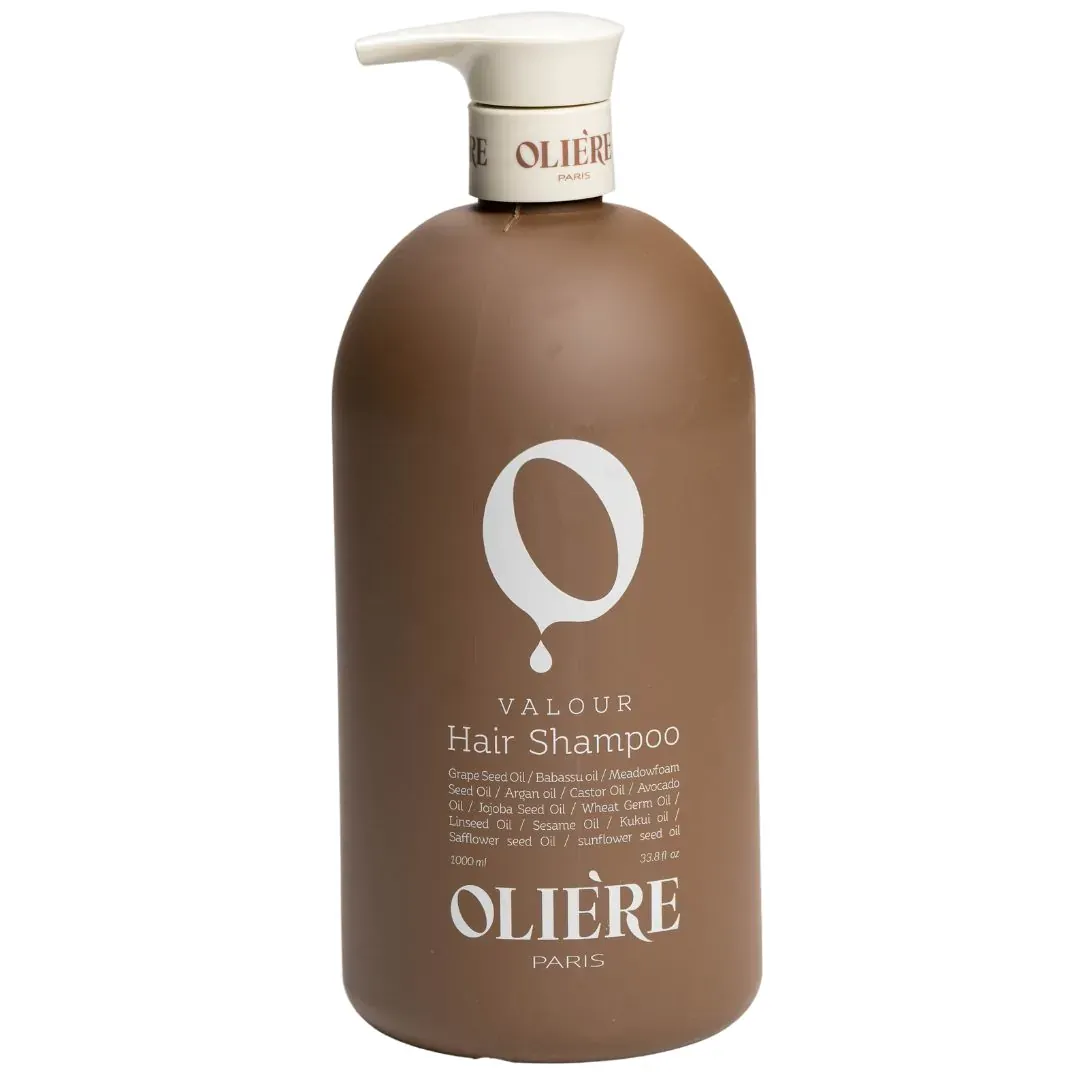 RE OLIÈRE
PARIS
VALOUR
Hair Shampoo
Grape Seed Oil / Babassu oil / Meadowfoam
Seed Oil / Argan oil / Castor Oil / Avocado
Oil / Jojoba Seed Oil / Wheat Germ Oil /
Linseed Oil / Sesame Oil / Kukui oil /
Safflower seed Oil / sunflower seed oil
1000 ml 33.8 fl oz
OLIÈRE
PARIS